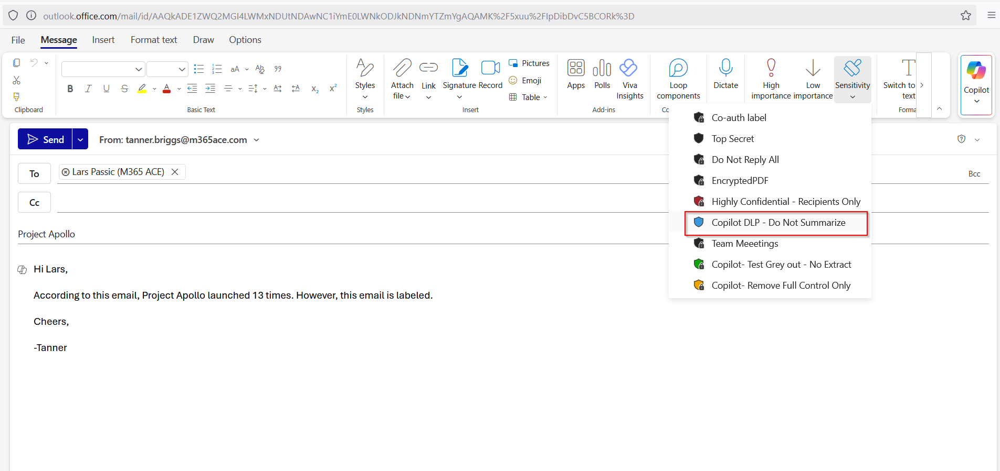 outlook.office.com/mail/id/AAQkADE1ZWQ2MGI4LWMxNDUtNDAwNC1iYmE0LWNkODJkNDNmYTZmYgAQAMK%2F5xuu%2FIpDibDvC5BCORk%3D
File Message Insert Format text Draw Options
Pictures
Emoji
Table
Styles
Attach file
Link
Signature
Record
Apps
Polls
Viva Insights
Loop components
Dictate
High importance
Low importance
Sensitivity
Switch to text
Copilot
Clipboard
Basic Text
Styles
Insert
Add-ins
Co
Forma
Send
From: tanner.briggs@m365ace.com
To
Lars Passic (M365 ACE)
Bcc
Cc
Project Apollo
Co-auth label
Top Secret
Do Not Reply All
EncryptedPDF
Highly Confidential - Recipients Only
Copilot DLP - Do Not Summarize
Team Meeetings
Copilot- Test Grey out - No Extract
Copilot- Remove Full Control Only
Hi Lars,
According to this email, Project Apollo launched 13 times. However, this email is labeled.
Cheers,
-Tanner